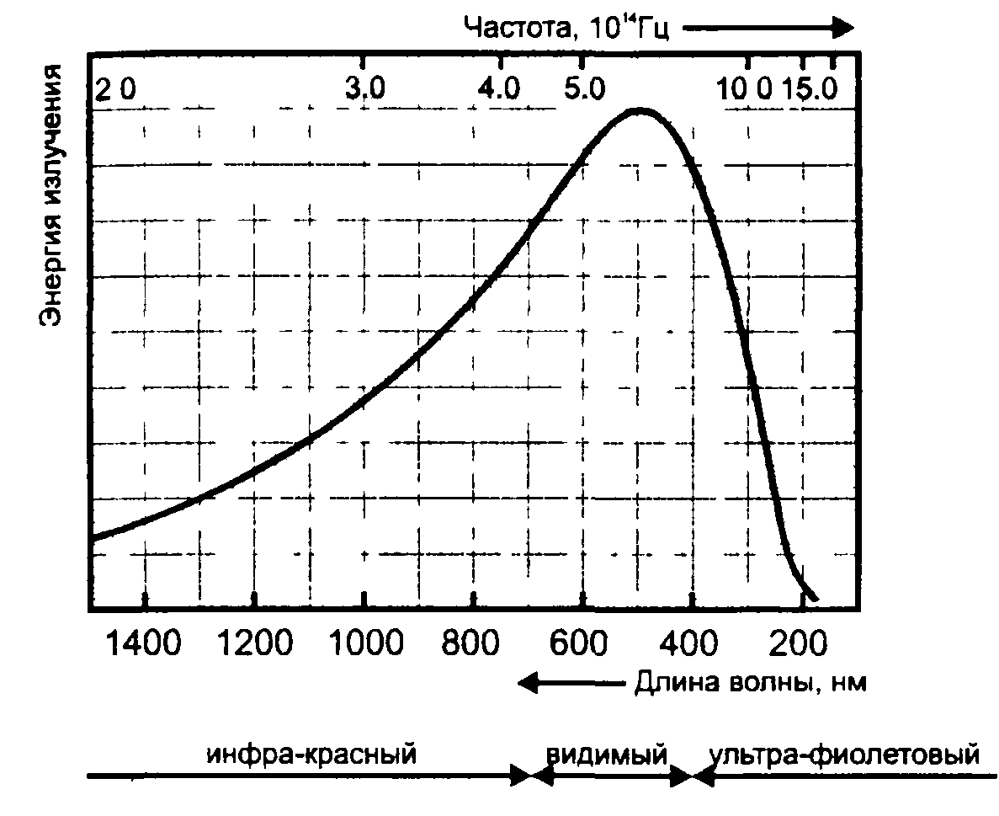 Частота, 10¹⁴Гц
Энергия излучения
2 0 3.0 4.0 5.0 10 0 15.0
1400 1200 1000 800 600 400 200
Длина волны, нм
инфра-красный видимый ультра-фиолетовый